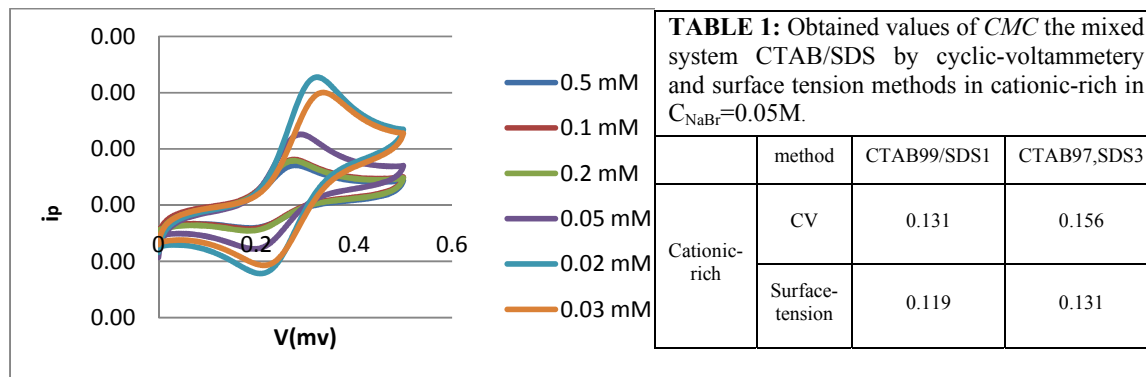 0.00
0.00
0.00
0.00
0.00
0.00
0 0.2 0.4 0.6
ip
V(mv)
0.5 mM
0.1 mM
0.2 mM
0.05 mM
0.02 mM
0.03 mM
TABLE 1: Obtained values of CMC the mixed
system CTAB/SDS by cyclic-voltammetery
and surface tension methods in cationic-rich in
CNaBr=0.05M.
method CTAB99/SDS1 CTAB97,SDS3
Cationic-
rich
CV 0.131 0.156
Surface-
tension
0.119 0.131